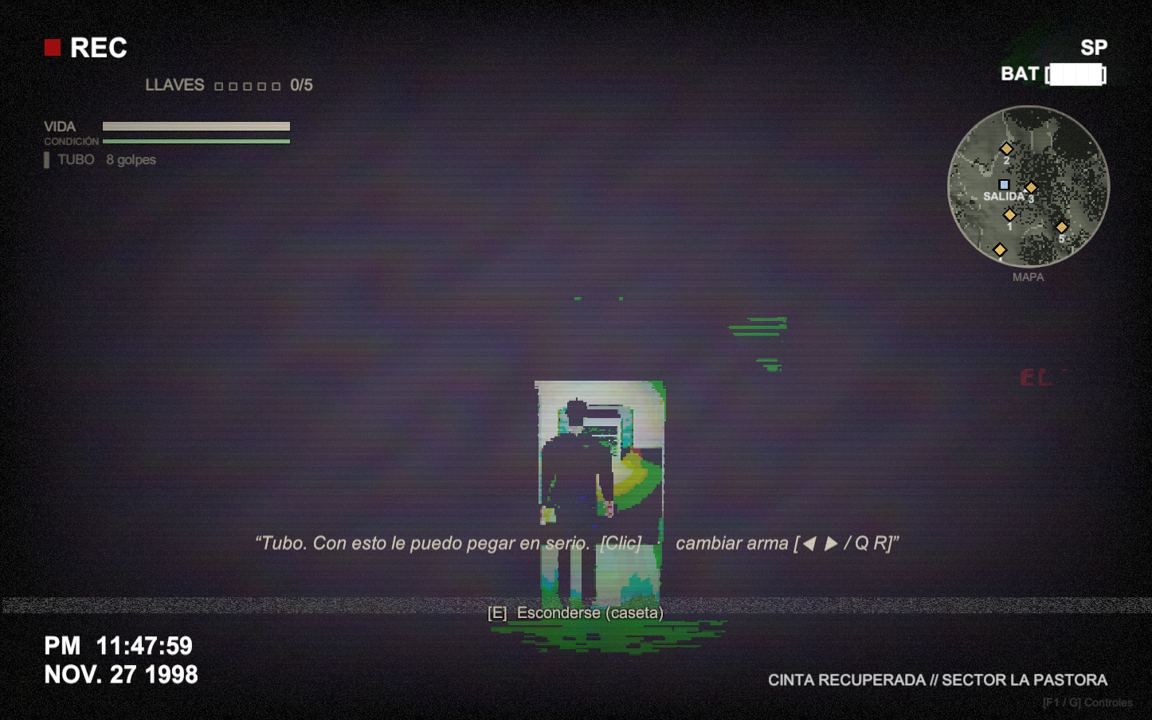 REC
SP
BAT
LLAVES 0/5
VIDA
CONDICIÓN
TUBO 8 golpes
2
SALIDA
3
1
5
MAPA
EL
“Tubo. Con esto le puedo pegar en serio. [Clic] · cambiar arma [◀ ▶ / Q R]”
[E] Esconderse (caseta)
PM 11:47:59
NOV. 27 1998
CINTA RECUPERADA // SECTOR LA PASTORA
[F1 / G] Controles